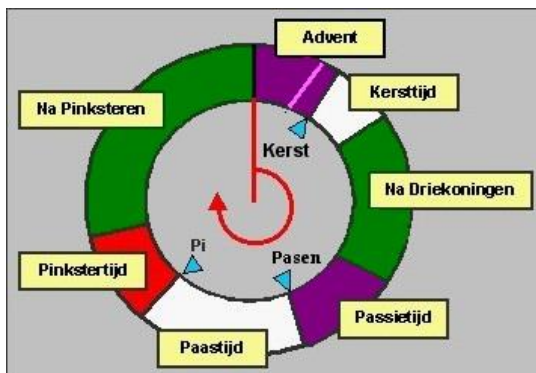 Advent
Kersttijd
Na Pinksteren
Kerst
Na Driekoningen
Pi
Pasen
Pinkstertijd
Passietijd
Paastijd